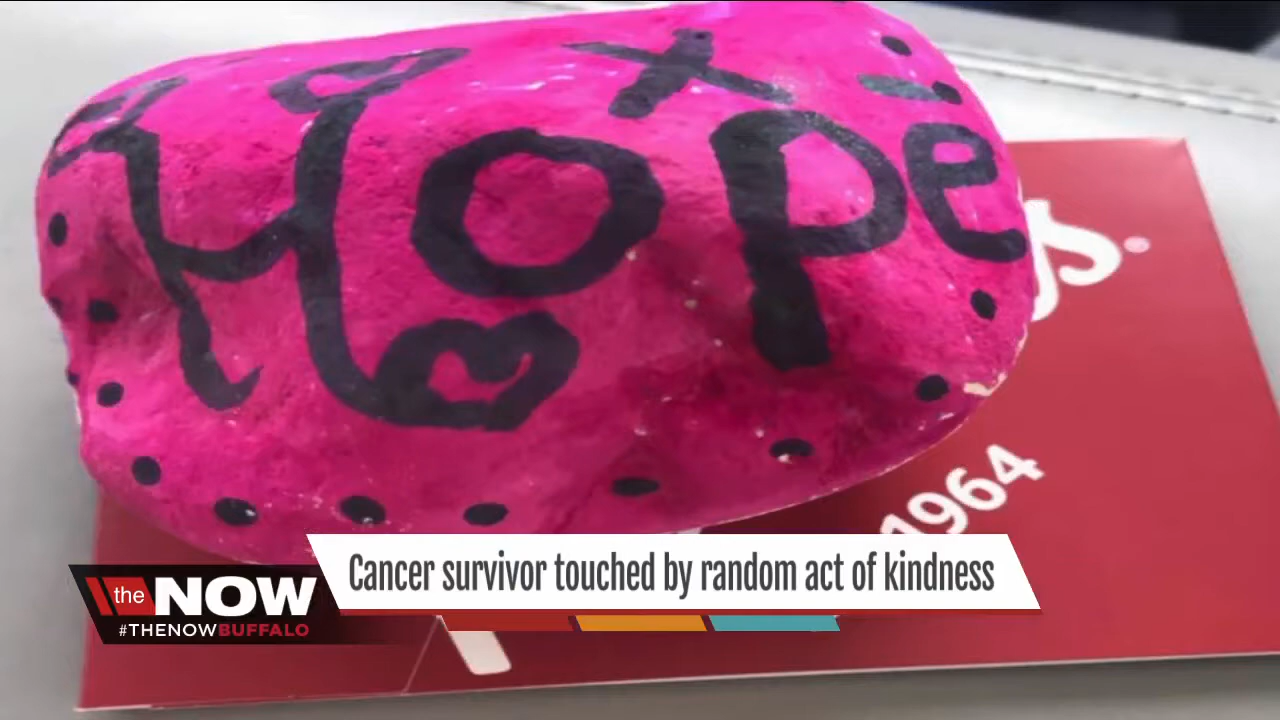 Hope
s.
1964
Cancer survivor touched by random act of kindness
the NOW
#THENOWBUFFALO